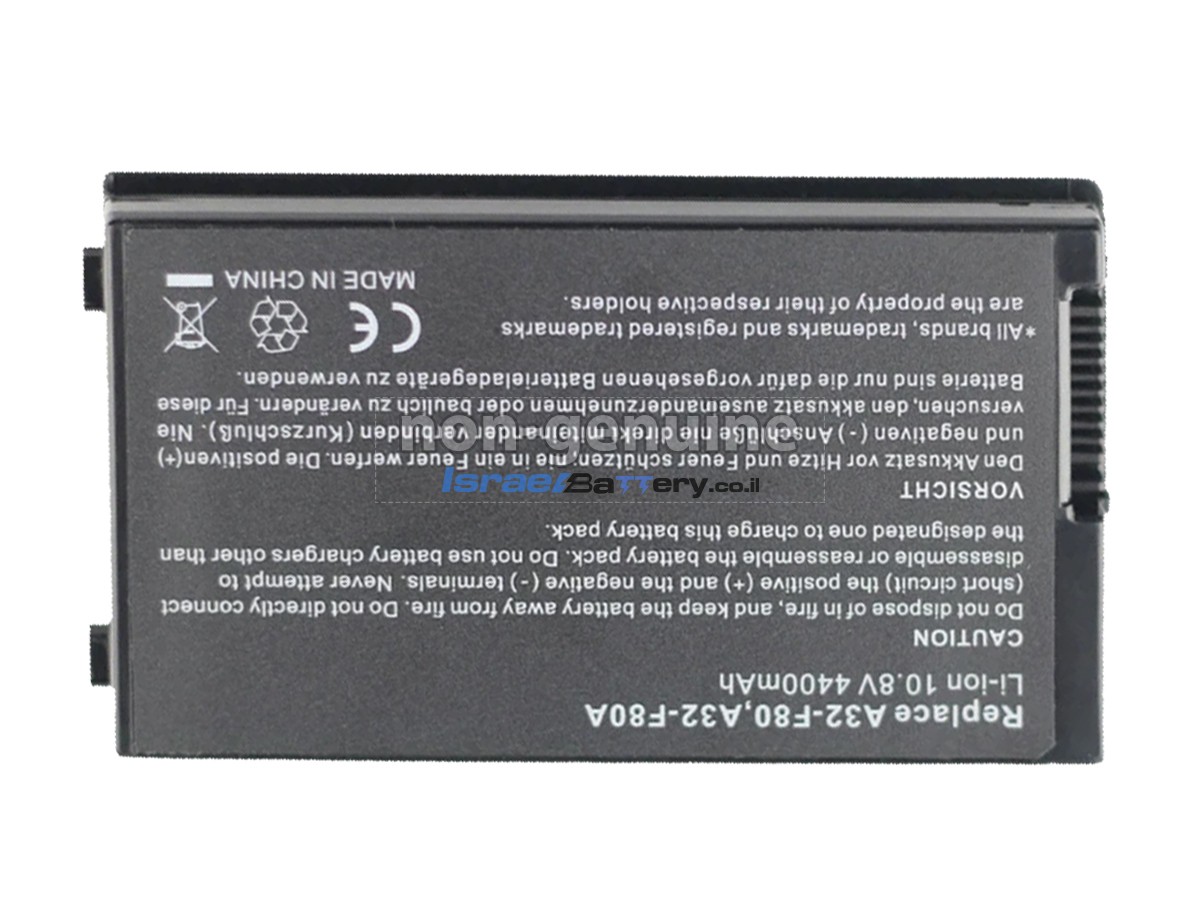 Replace A32-F80,A32-F80A
Li-ion 10.8V 4400mAh
CAUTION
Do not dispose of in fire, and keep the battery away from fire. Do not directly connect
(short circuit) the positive (+) and the negative (-) terminals. Never attempt to
disassemble or reassemble the battery pack. Do not use battery chargers other than
the designated one to charge this battery pack.
VORSICHT
Den Akkusatz vor Hitze und Feuer schützen,nie in ein Feuer werfen. Die positiven(+)
und negativen (-) Anschlüße nie direkt miteinander verbinden (Kurzschluß). Nie
versuchen, den akkusatz auseinanderzunehmen oder baulich zu verändern. Für diese
Batterie sind nur die dafür vorgesehenen Batterieladegeräte zu verwenden.
*All brands, trademarks, and registered trademarks
are the property of their respective holders.
CE
MADE IN CHINA
non-genuine
IsraelBattery.co.il